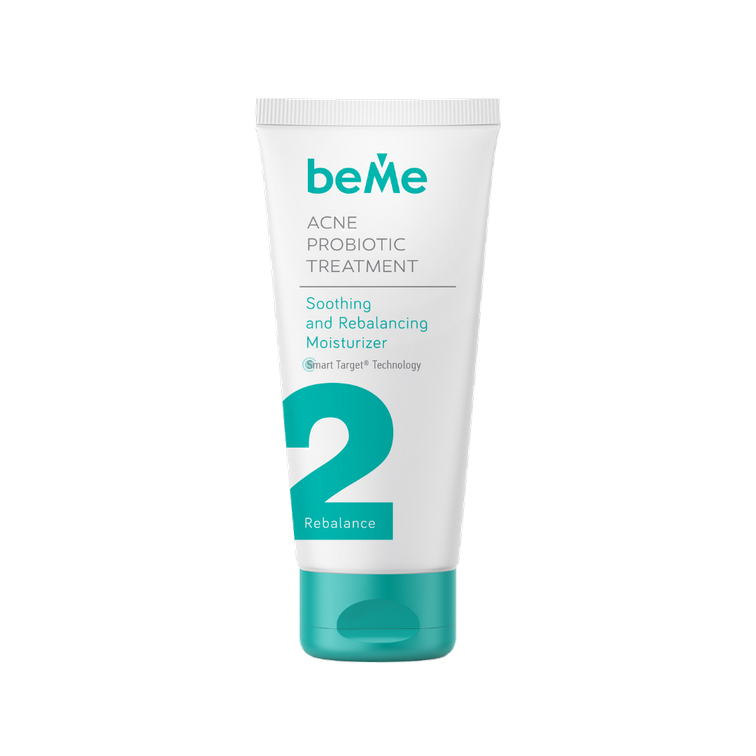 beMe
ACNE
PROBIOTIC
TREATMENT
Soothing
and Rebalancing
Moisturizer
Smart Target® Technology
2
Rebalance